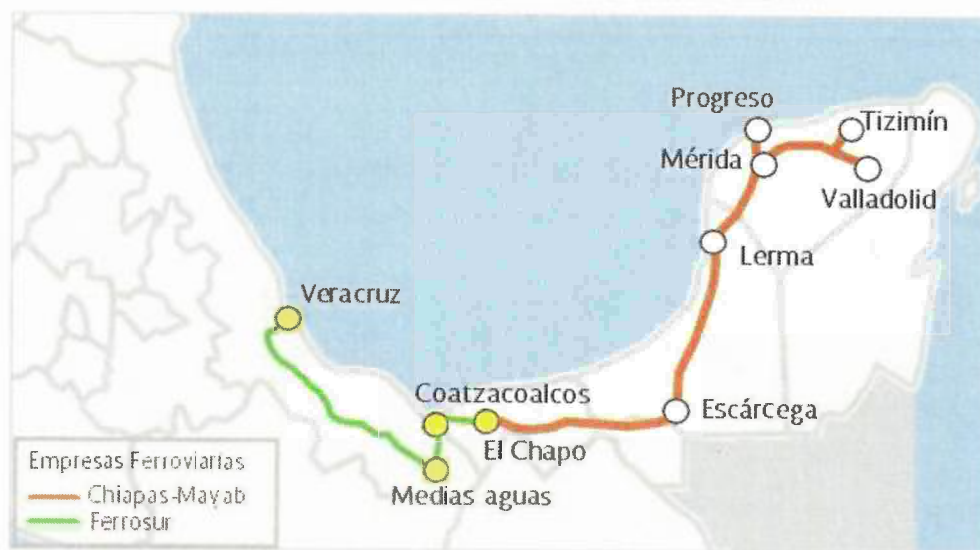 Progreso
Tizimín
Mérida
Valladolid
Lerma
Veracruz
Coatzacoalcos
Escárcega
El Chapo
Medias aguas
Empresas Ferroviarias
Chiapas-Mayab
Ferrosur